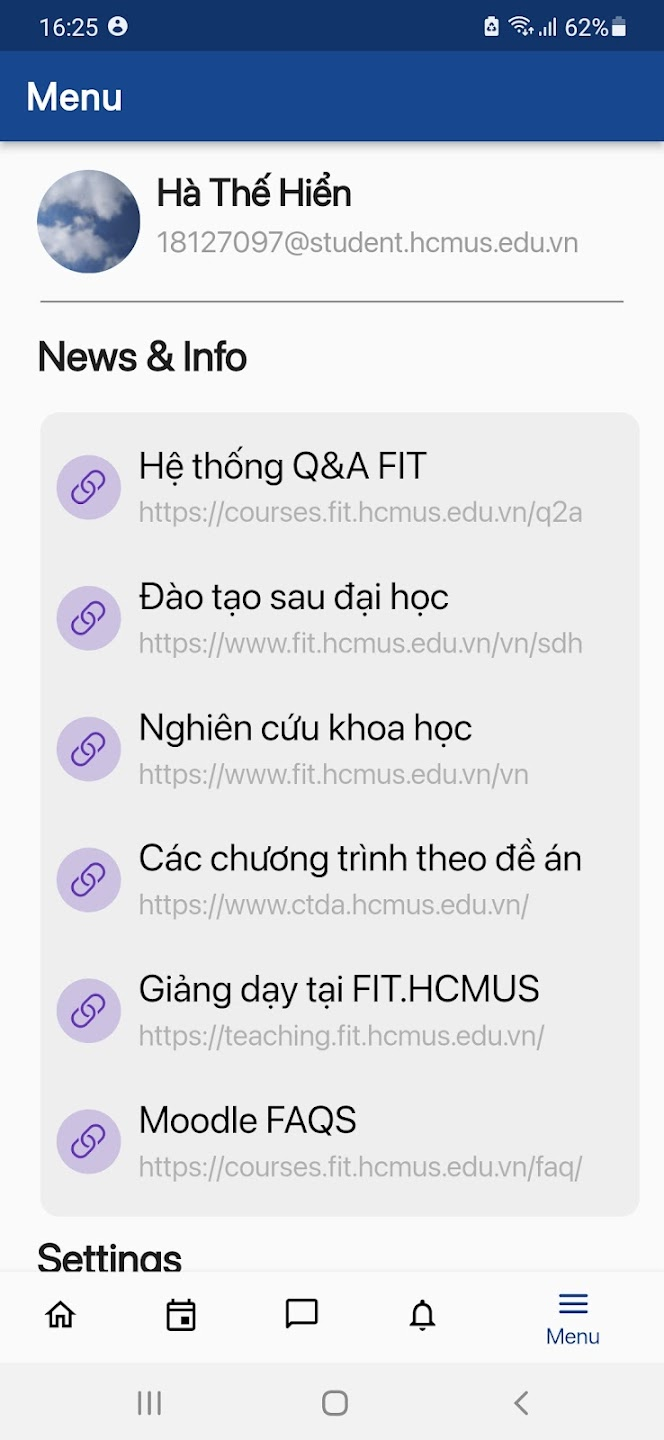 16:25
62%
Menu
Hà Thế Hiển
18127097@student.hcmus.edu.vn
News & Info
Hệ thống Q&A FIT
https://courses.fit.hcmus.edu.vn/q2a
Đào tạo sau đại học
https://www.fit.hcmus.edu.vn/vn/sdh
Nghiên cứu khoa học
https://www.fit.hcmus.edu.vn/vn
Các chương trình theo đề án
https://www.ctda.hcmus.edu.vn/
Giảng dạy tại FIT.HCMUS
https://teaching.fit.hcmus.edu.vn/
Moodle FAQS
https://courses.fit.hcmus.edu.vn/faq/
Settings
Menu